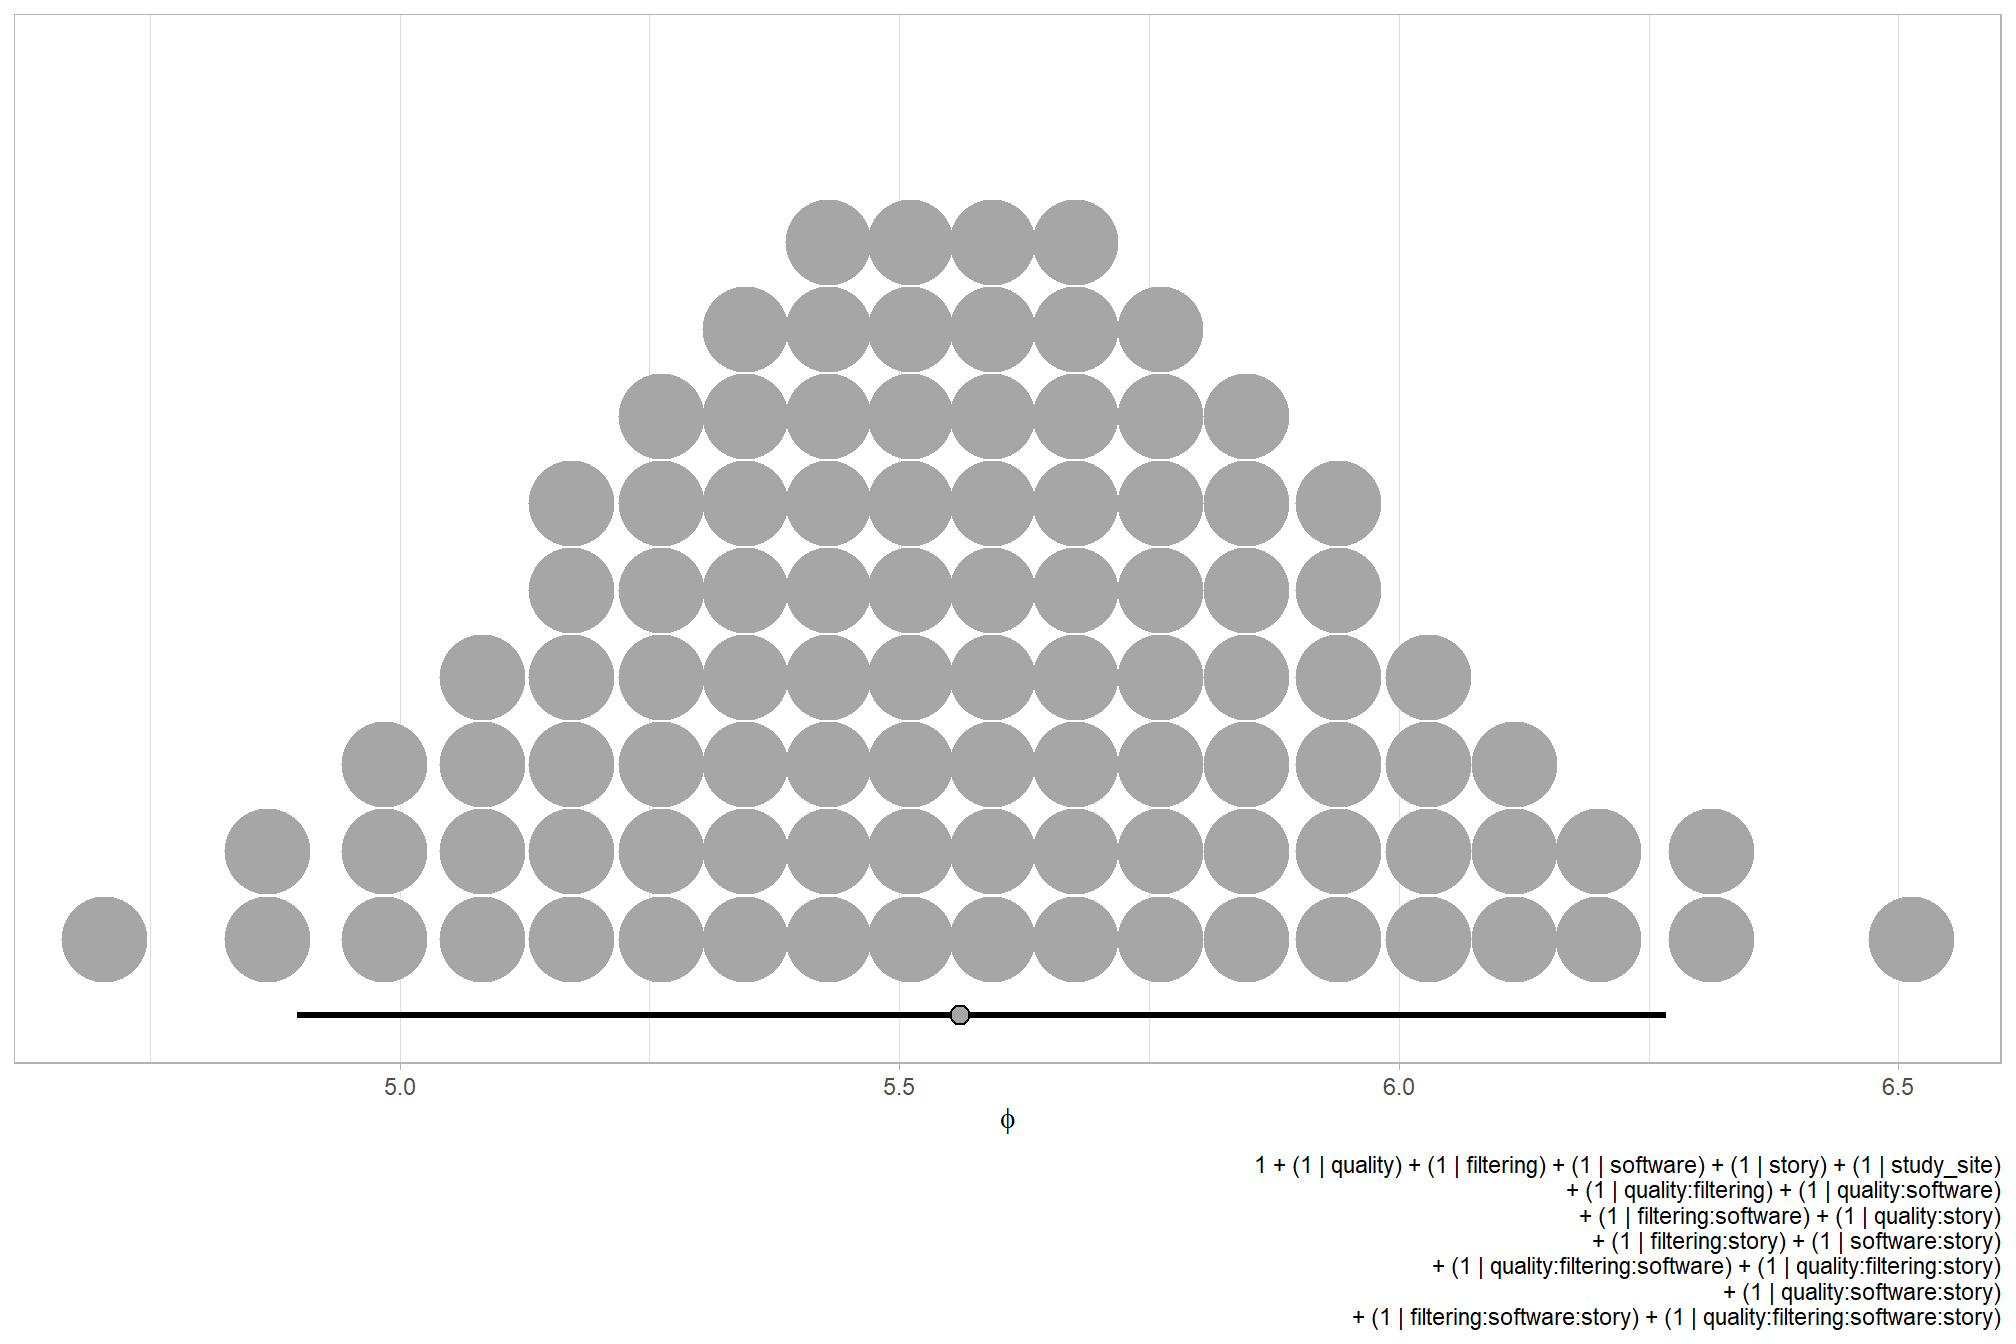 5.0 5.5 6.0 6.5
ϕ
1 + (1 | quality) + (1 | filtering) + (1 | software) + (1 | story) + (1 | study_site)
+ (1 | quality:filtering) + (1 | quality:software)
+ (1 | filtering:software) + (1 | quality:story)
+ (1 | filtering:story) + (1 | software:story)
+ (1 | quality:filtering:software) + (1 | quality:filtering:story)
+ (1 | quality:software:story)
+ (1 | filtering:software:story) + (1 | quality:filtering:software:story)